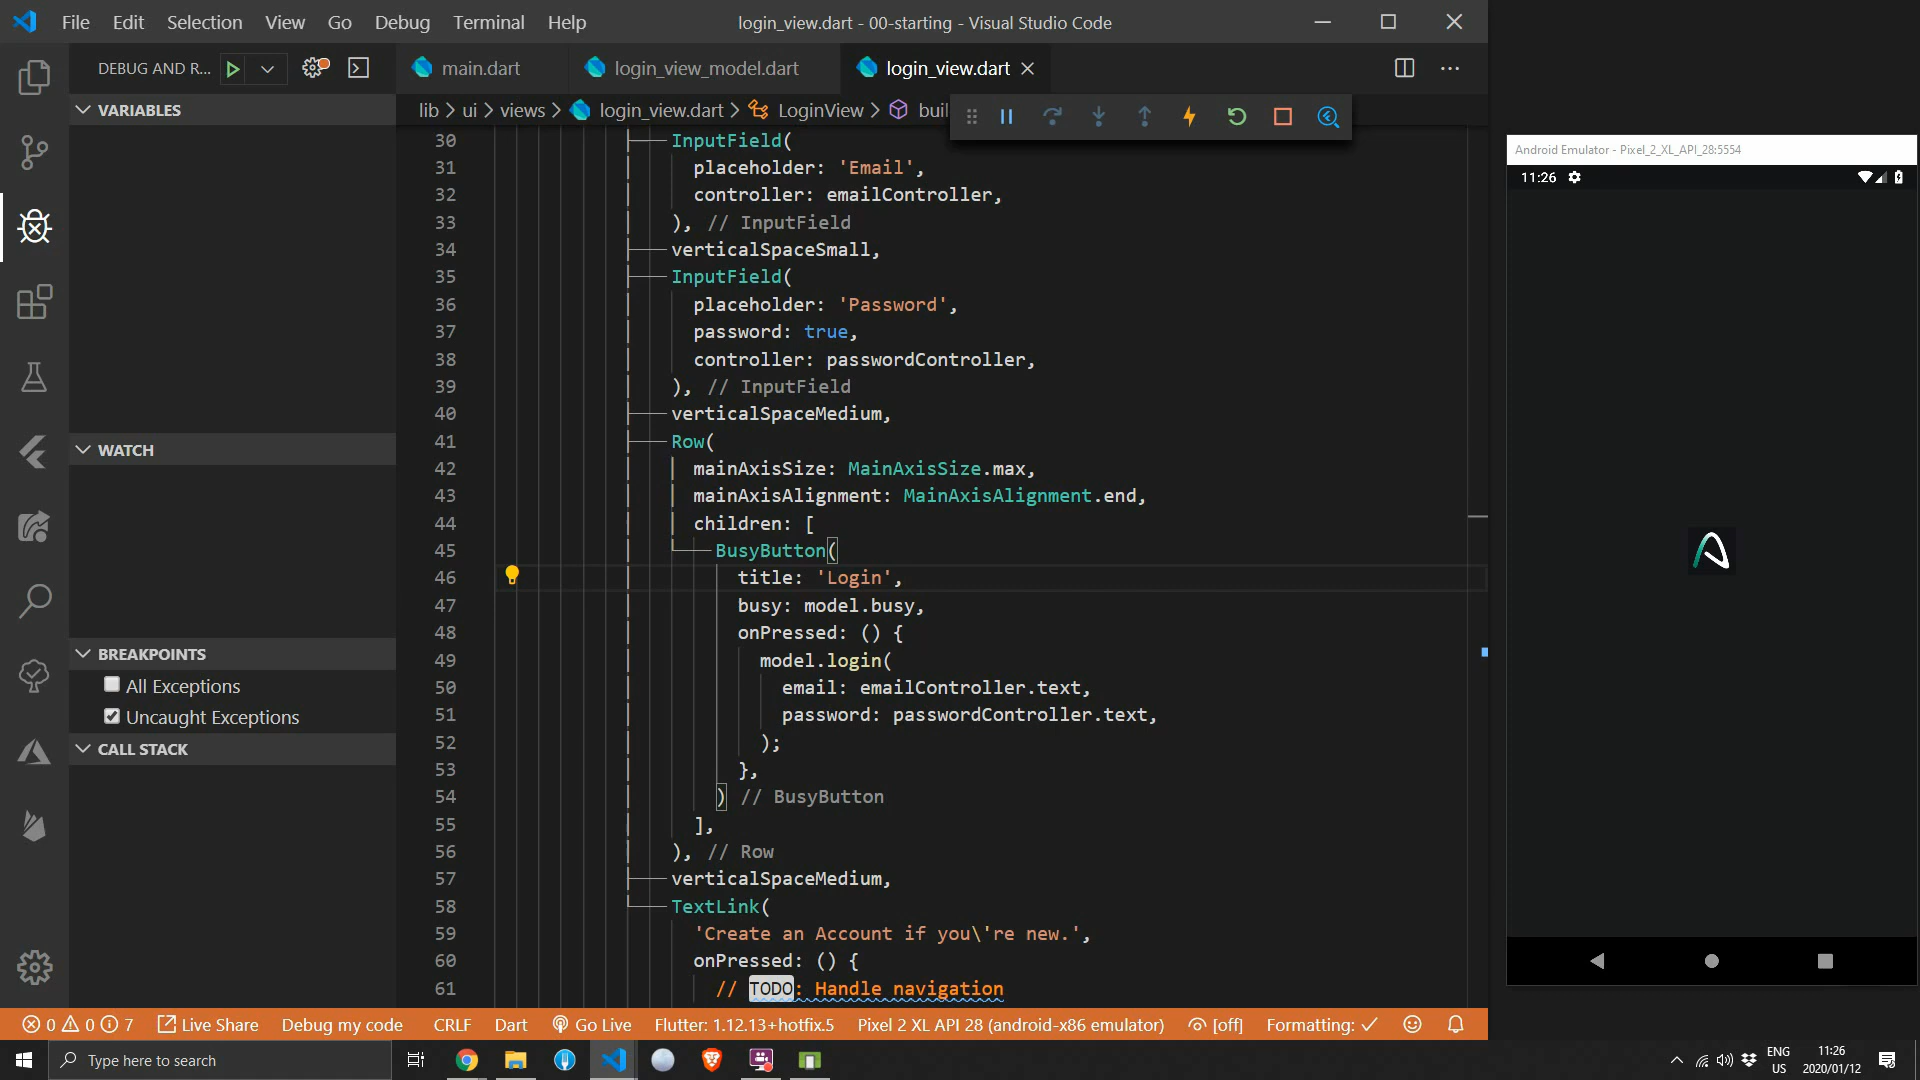 File Edit Selection View Go Debug Terminal Help
login_view.dart - 00-starting - Visual Studio Code
DEBUG AND R...
main.dart
login_view_model.dart
login_view.dart
lib > ui > views > login_view.dart > LoginView > buil
VARIABLES
WATCH
BREAKPOINTS
All Exceptions
Uncaught Exceptions
CALL STACK
30 InputField(
31 placeholder: 'Email',
32 controller: emailController,
33 ), // InputField
34 verticalSpaceSmall,
35 InputField(
36 placeholder: 'Password',
37 password: true,
38 controller: passwordController,
39 ), // InputField
40 verticalSpaceMedium,
41 Row(
42 mainAxisSize: MainAxisSize.max,
43 mainAxisAlignment: MainAxisAlignment.end,
44 children: [
45 BusyButton(
46 title: 'Login',
47 busy: model.busy,
48 onPressed: () {
49 model.login(
50 email: emailController.text,
51 password: passwordController.text,
52 );
53 },
54 ) // BusyButton
55 ],
56 ), // Row
57 verticalSpaceMedium,
58 TextLink(
59 'Create an Account if you\'re new.',
60 onPressed: () {
61 // TODO: Handle navigation
Android Emulator - Pixel_2_XL_API_28:5554
11:26
0 0 7 Live Share Debug my code CRLF Dart Go Live Flutter: 1.12.13+hotfix.5 Pixel 2 XL API 28 (android-x86 emulator) [off] Formatting: ✓
Type here to search
ENG
US
11:26
2020/01/12